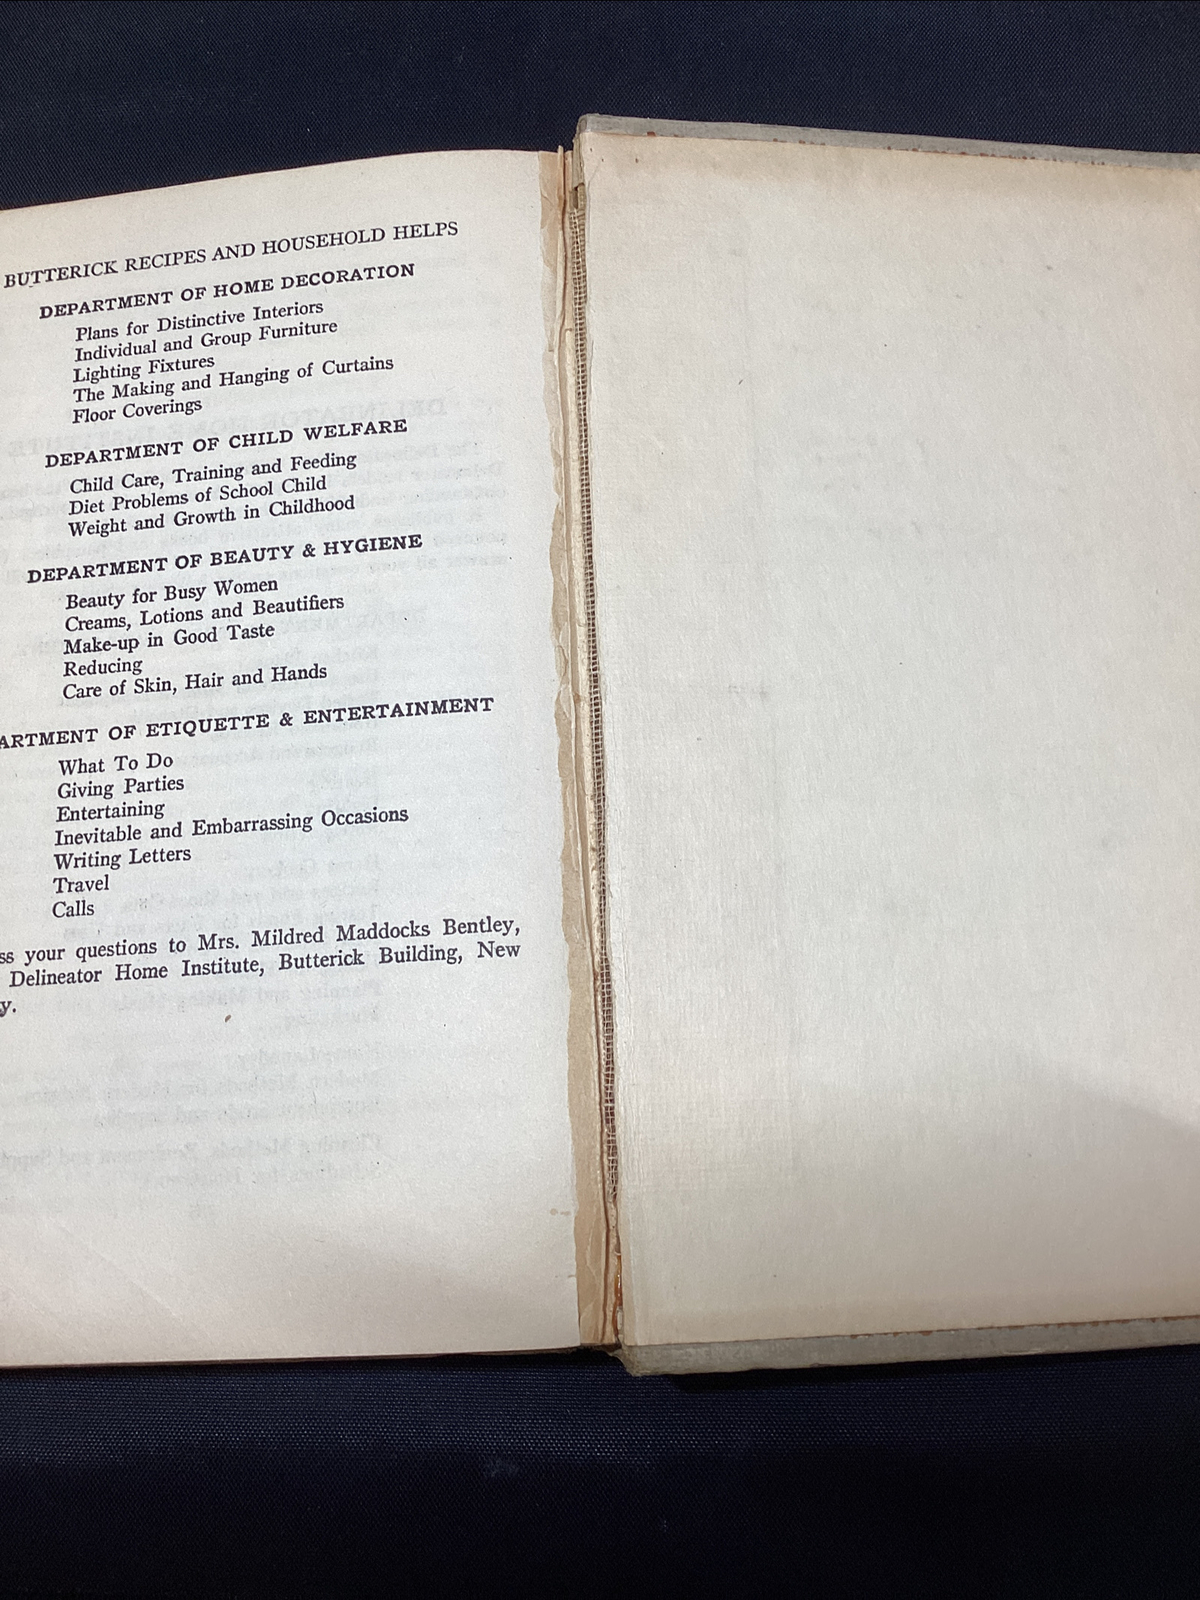 BUTTERICK RECIPES AND HOUSEHOLD HELPS
DEPARTMENT OF HOME DECORATION
Plans for Distinctive Interiors
Individual and Group Furniture
Lighting Fixtures
The Making and Hanging of Curtains
Floor Coverings
DEPARTMENT OF CHILD WELFARE
Child Care, Training and Feeding
Diet Problems of School Child
Weight and Growth in Childhood
DEPARTMENT OF BEAUTY & HYGIENE
Beauty for Busy Women
Creams, Lotions and Beautifiers
Make-up in Good Taste
Reducing
Care of Skin, Hair and Hands
ARTMENT OF ETIQUETTE & ENTERTAINMENT
What To Do
Giving Parties
Entertaining
Inevitable and Embarrassing Occasions
Writing Letters
Travel
Calls
ss your questions to Mrs. Mildred Maddocks Bentley,
Delineator Home Institute, Butterick Building, New
y.